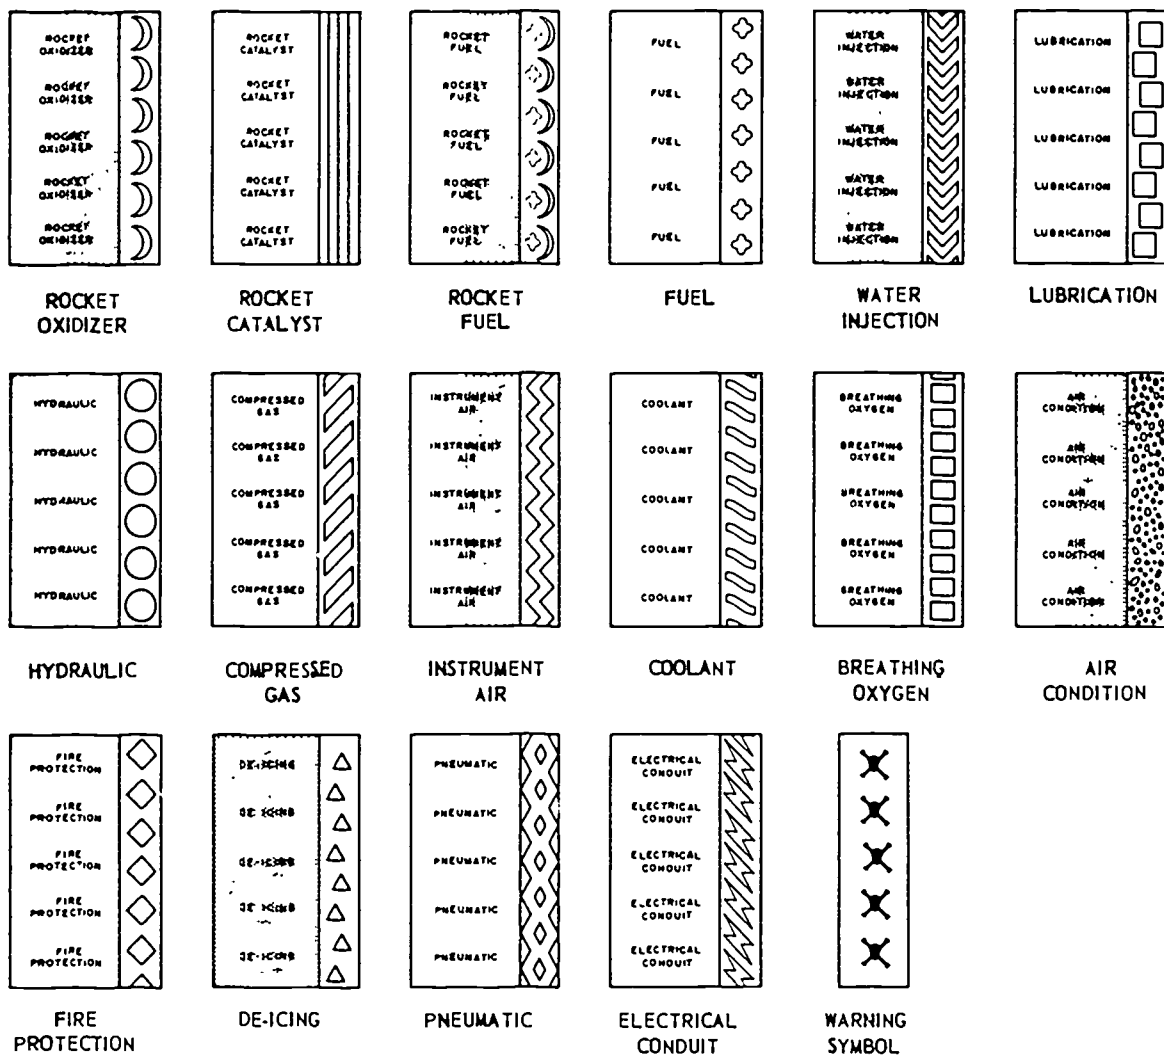 ROCKET
OXIDIZER
ROCKET
OXIDIZER
ROCKET
OXIDIZER
ROCKET
OXIDIZER
ROCKET
OXIDIZER
ROCKET
OXIDIZER
ROCKET
CATALYST
ROCKET
CATALYST
ROCKET
CATALYST
ROCKET
CATALYST
ROCKET
CATALYST
ROCKET
CATALYST
ROCKET
FUEL
ROCKET
FUEL
ROCKET
FUEL
ROCKET
FUEL
ROCKET
FUEL
ROCKET
FUEL
FUEL
FUEL
FUEL
FUEL
FUEL
FUEL
WATER
INJECTION
WATER
INJECTION
WATER
INJECTION
WATER
INJECTION
WATER
INJECTION
WATER
INJECTION
LUBRICATION
LUBRICATION
LUBRICATION
LUBRICATION
LUBRICATION
LUBRICATION
HYDRAULIC
HYDRAULIC
HYDRAULIC
HYDRAULIC
HYDRAULIC
HYDRAULIC
COMPRESSED
GAS
COMPRESSED
GAS
COMPRESSED
GAS
COMPRESSED
GAS
COMPRESSED
GAS
COMPRESSED
GAS
INSTRUMENT
AIR
INSTRUMENT
AIR
INSTRUMENT
AIR
INSTRUMENT
AIR
INSTRUMENT
AIR
INSTRUMENT
AIR
COOLANT
COOLANT
COOLANT
COOLANT
COOLANT
COOLANT
BREATHING
OXYGEN
BREATHING
OXYGEN
BREATHING
OXYGEN
BREATHING
OXYGEN
BREATHING
OXYGEN
BREATHING
OXYGEN
AIR
CONDITION
AIR
CONDITION
AIR
CONDITION
AIR
CONDITION
AIR
CONDITION
AIR
CONDITION
FIRE
PROTECTION
FIRE
PROTECTION
FIRE
PROTECTION
FIRE
PROTECTION
FIRE
PROTECTION
FIRE
PROTECTION
DE-ICING
DE-ICING
DE-ICING
DE-ICING
DE-ICING
DE-ICING
PNEUMATIC
PNEUMATIC
PNEUMATIC
PNEUMATIC
PNEUMATIC
PNEUMATIC
ELECTRICAL
CONDUIT
ELECTRICAL
CONDUIT
ELECTRICAL
CONDUIT
ELECTRICAL
CONDUIT
ELECTRICAL
CONDUIT
ELECTRICAL
CONDUIT
WARNING
SYMBOL